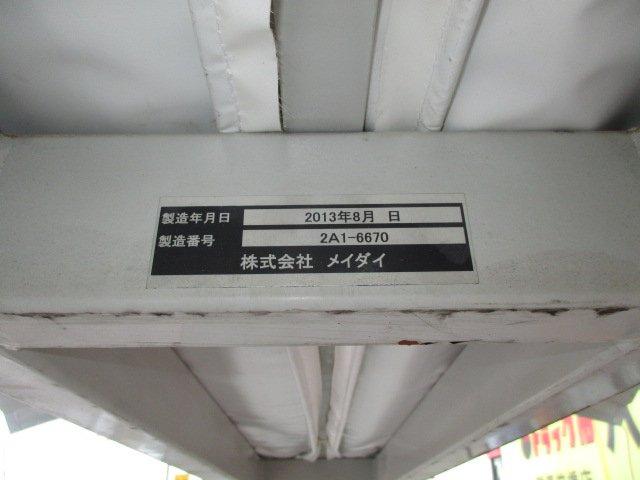 製造年月日 2013年8月 日
製造番号 2A1-6670
株式会社 メイダイ